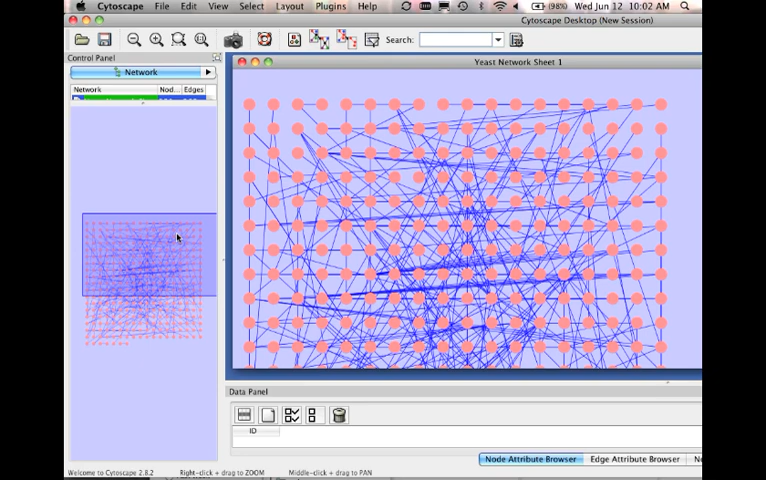 Cytoscape File Edit View Select Layout Plugins Help (98%) Wed Jun 12 10:02 AM
Cytoscape Desktop (New Session)
Search:
Control Panel
Network
Network Nod... Edges
Yeast Network Sheet 1
Data Panel
ID
Node Attribute Browser Edge Attribute Browser
Welcome to Cytoscape 2.8.2 Right-click + drag to ZOOM Middle-click + drag to PAN